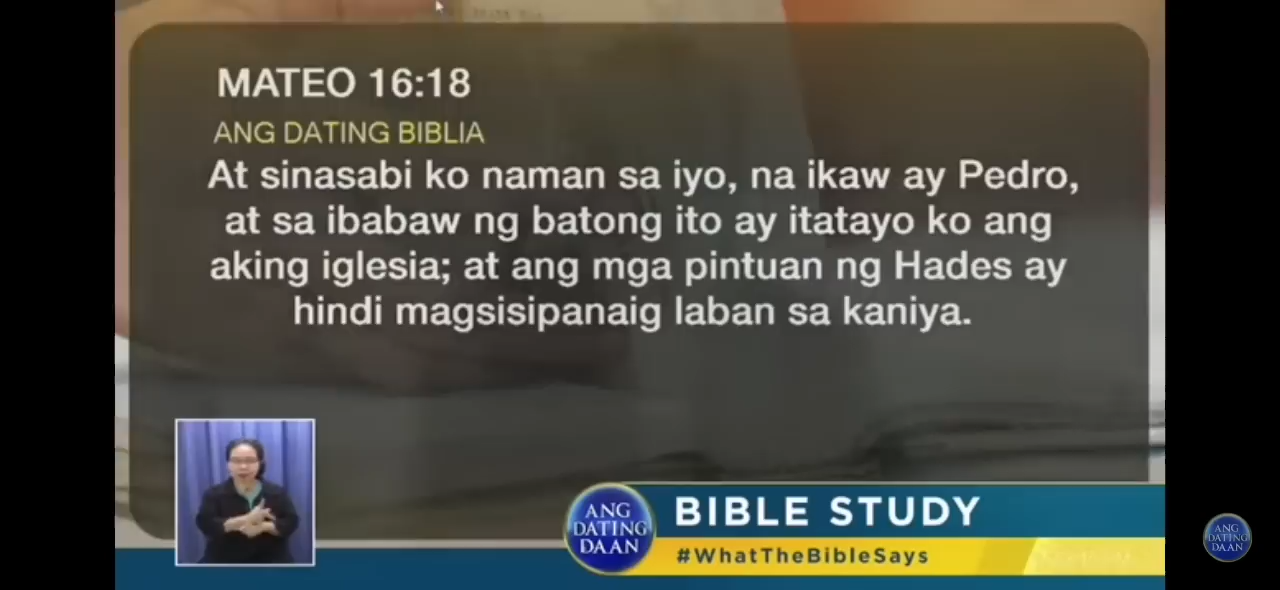 MATEO 16:18
ANG DATING BIBLIA
At sinasabi ko naman sa iyo, na ikaw ay Pedro,
at sa ibabaw ng batong ito ay itatayo ko ang
aking iglesia; at ang mga pintuan ng Hades ay
hindi magsisipanaig laban sa kaniya.
ANG
DATING
DAAN
BIBLE STUDY
#WhatTheBibleSays
ANG
DATING
DAAN